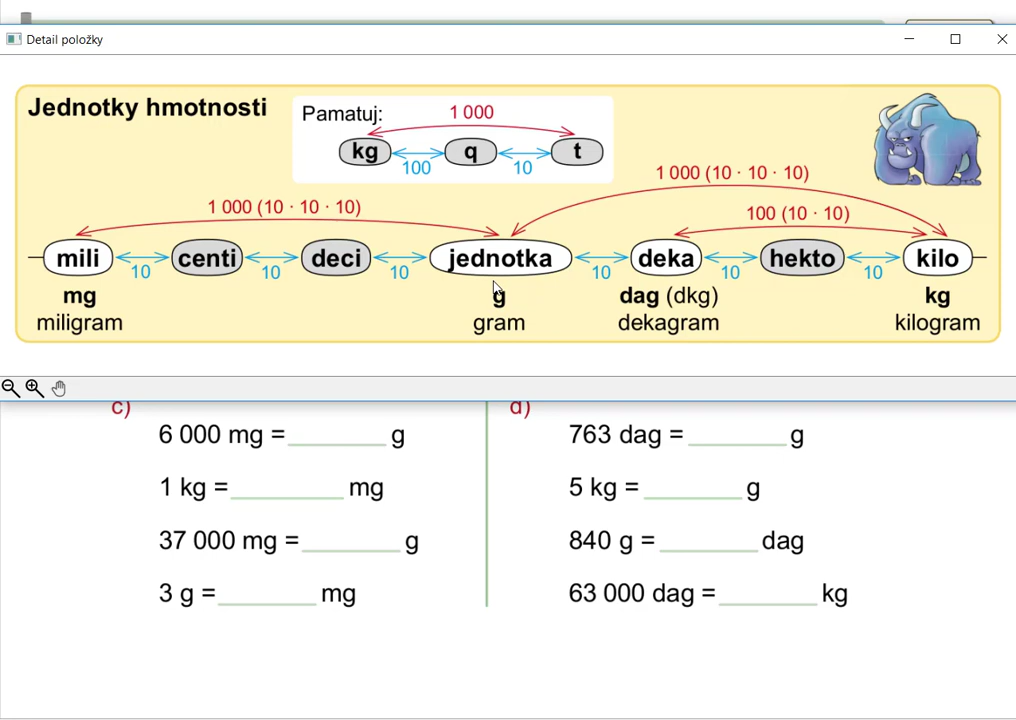 Detail položky
Jednotky hmotnosti
Pamatuj:
1 000
kg q t
100 10
1 000 (10 · 10 · 10)
1 000 (10 · 10 · 10)
100 (10 · 10)
mili centi deci jednotka deka hekto kilo
10 10 10 10 10 10
mg g dag (dkg) kg
miligram gram dekagram kilogram
c)
6 000 mg = g
1 kg = mg
37 000 mg = g
3 g = mg
d)
763 dag = g
5 kg = g
840 g = dag
63 000 dag = kg